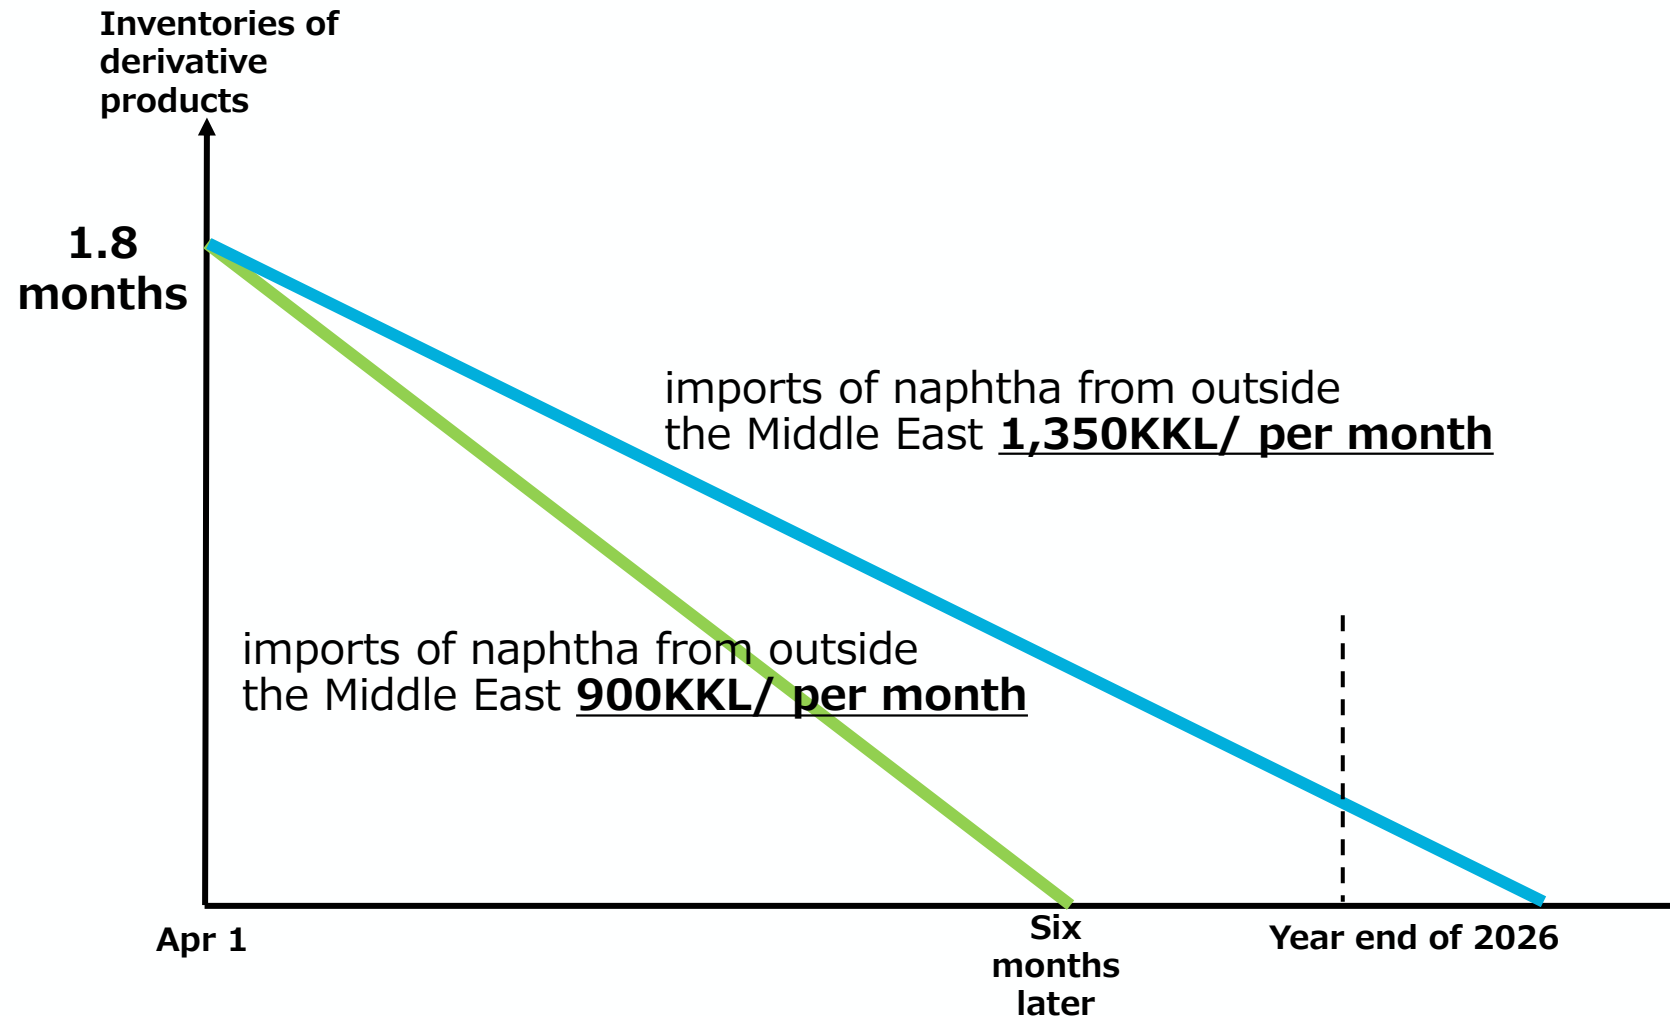 Inventories of
derivative
products
1.8
months
imports of naphtha from outside
the Middle East 1,350KKL/ per month
imports of naphtha from outside
the Middle East 900KKL/ per month
Apr 1
Six
months
later
Year end of 2026